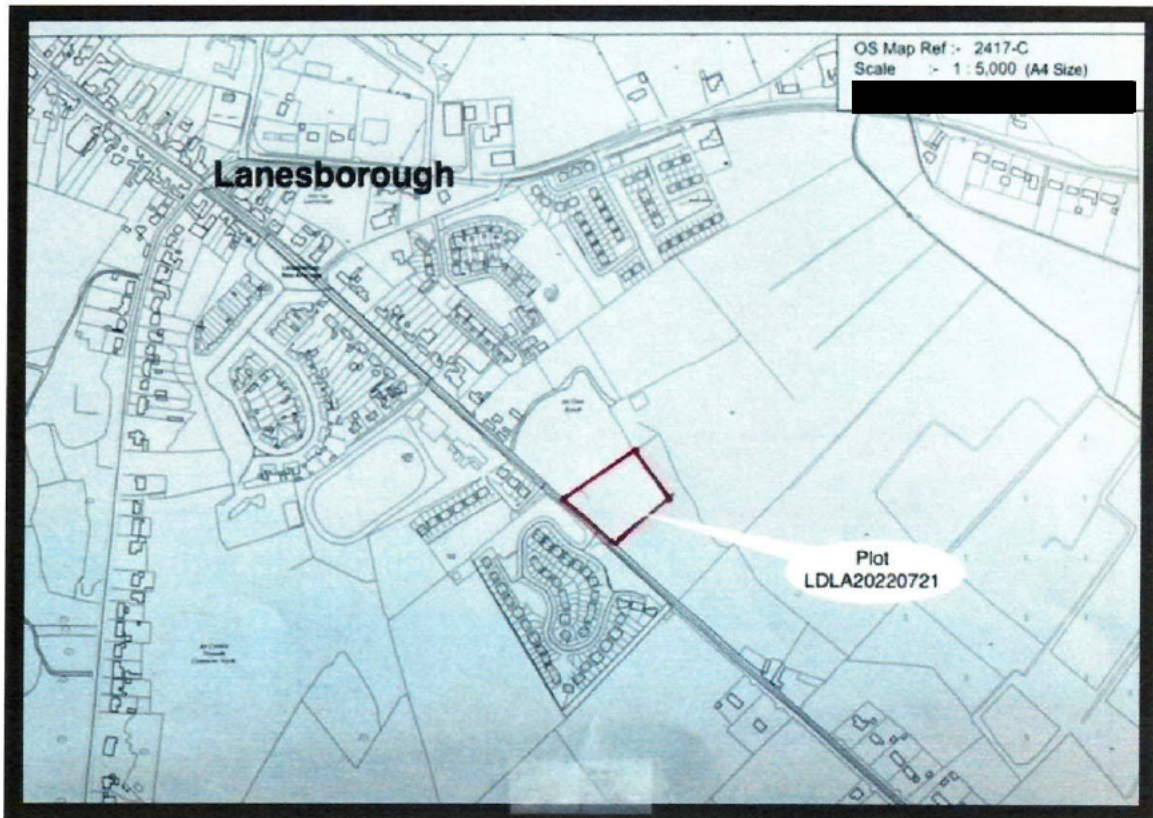 OS Map Ref :- 2417-C
Scale :- 1 : 5,000 (A4 Size)
Lanesborough
Plot
LDLA20220721